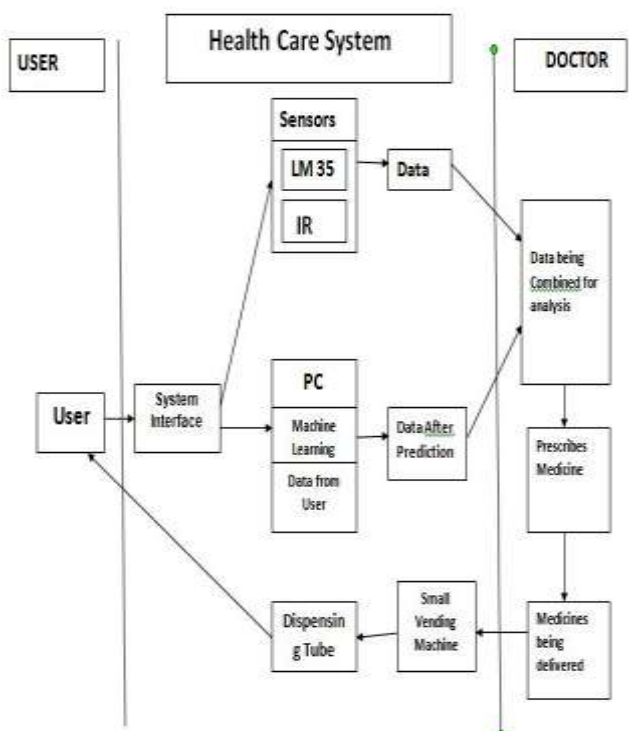 USER
Health Care System
DOCTOR
Sensors
LM 35
IR
Data
Data being
Combined for
analysis
User
System
Interface
PC
Machine
Learning
Data from
User
Data After
Prediction
Prescribes
Medicine
Dispensin
g Tube
Small
Vending
Machine
Medicines
being
delivered